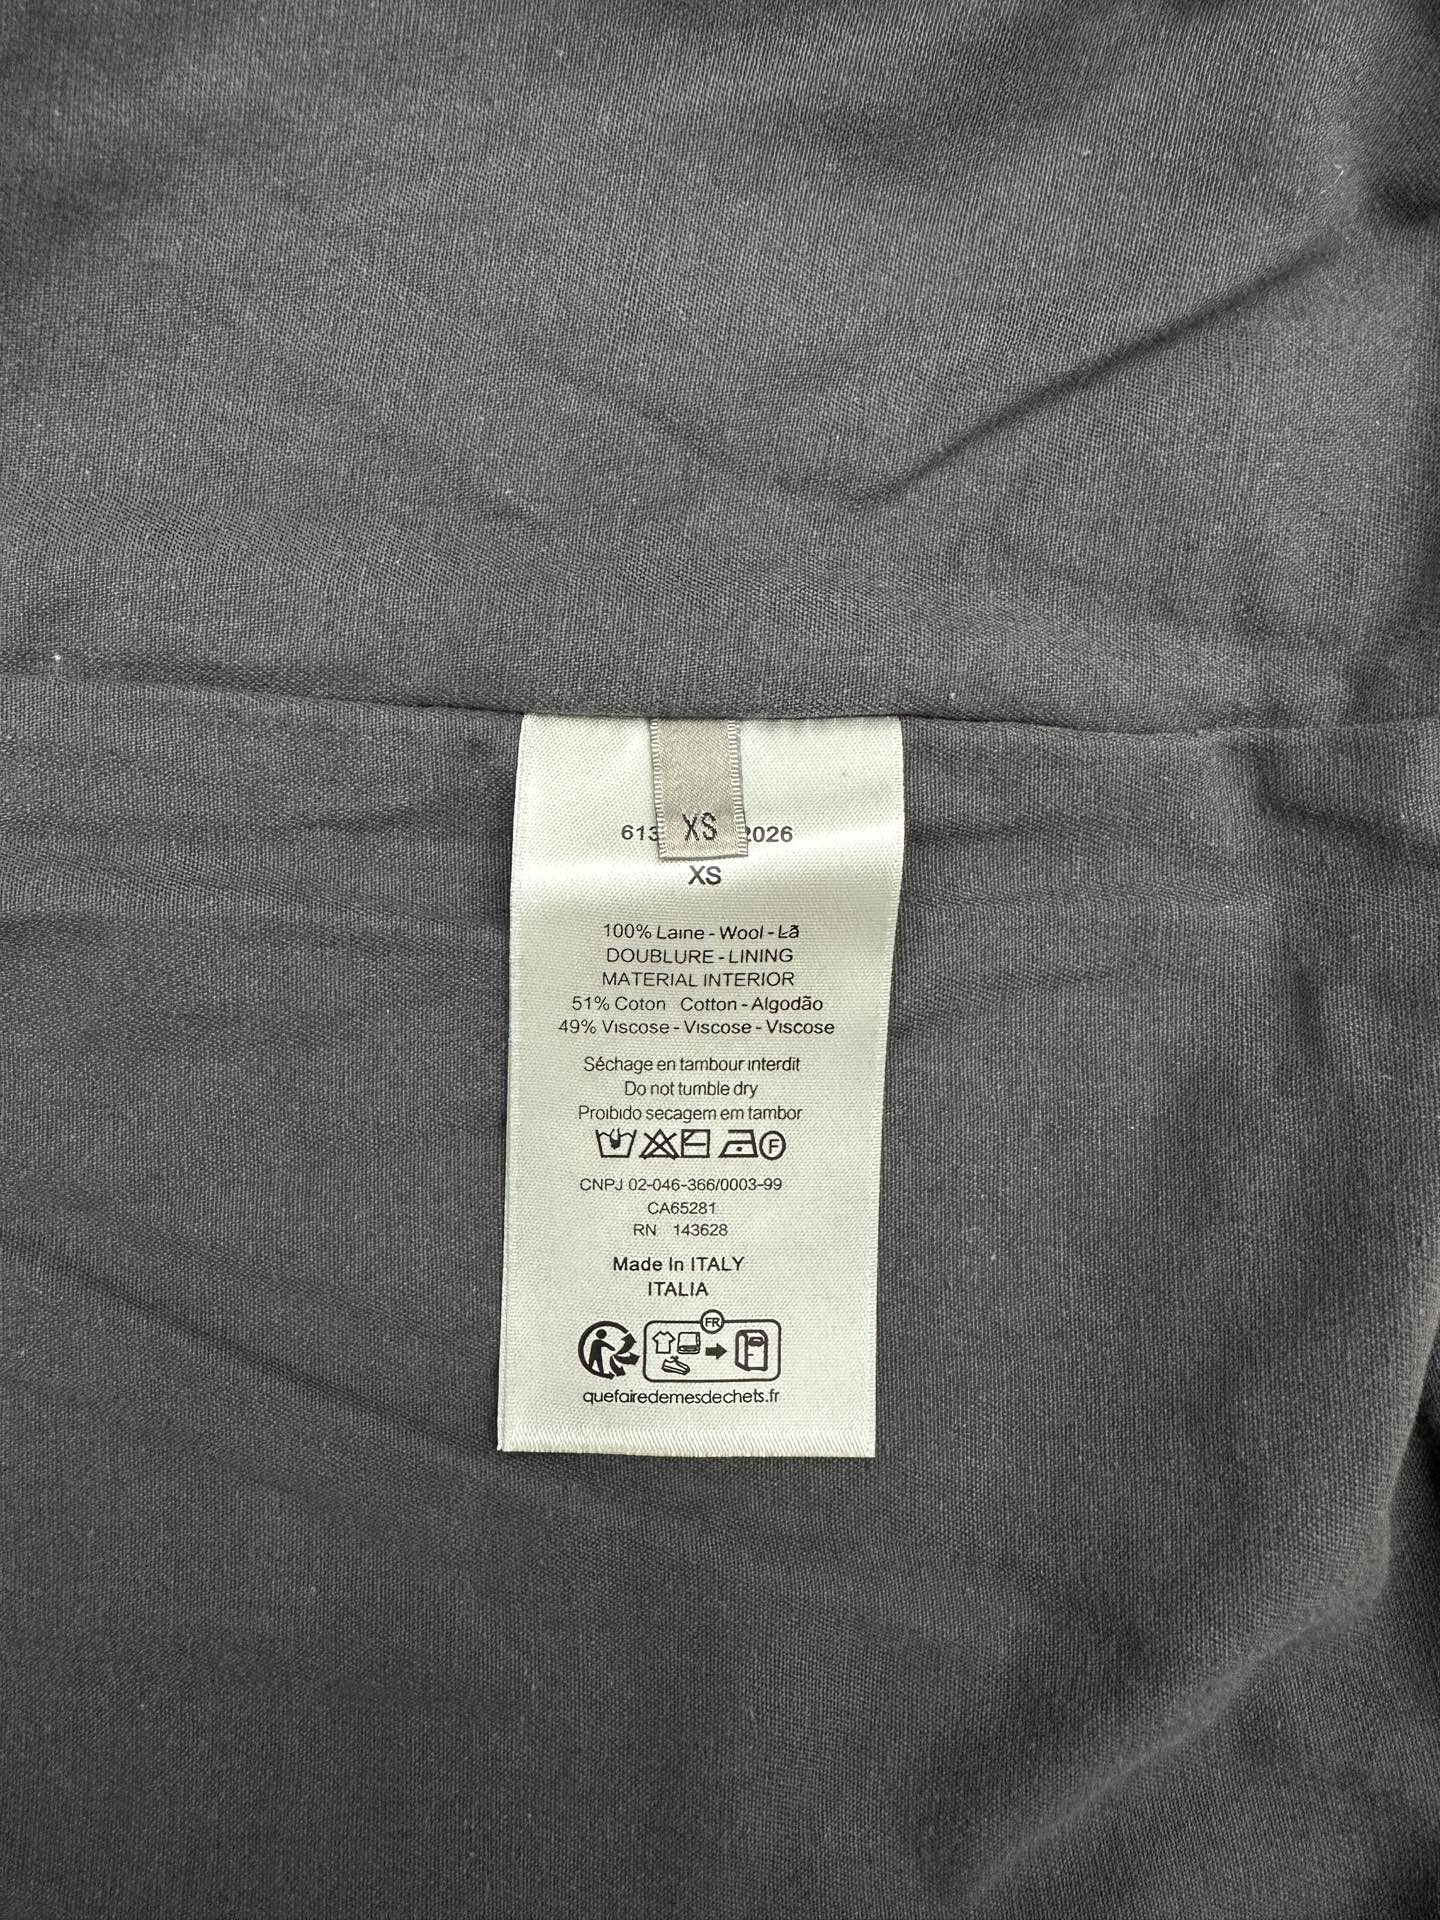 613 XS 2026
XS
100% Laine - Wool - Lã
DOUBLURE - LINING
MATERIAL INTERIOR
51% Coton Cotton - Algodão
49% Viscose - Viscose - Viscose
Séchage en tambour interdit
Do not tumble dry
Proibido secagem em tambor
F
CNPJ 02-046-366/0003-99
CA65281
RN 143628
Made In ITALY
ITALIA
FR
quefairedemesdechets.fr